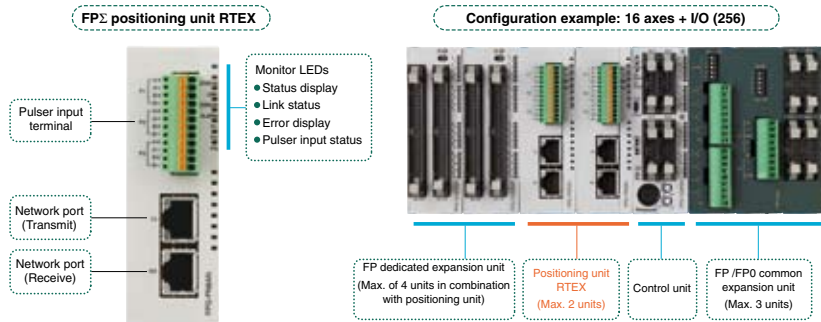 FPΣ positioning unit RTEX
Pulser input
terminal
Network port
(Transmit)
Network port
(Receive)
Monitor LEDs
●Status display
●Link status
●Error display
●Pulser input status
Configuration example: 16 axes + I/O (256)
FP dedicated expansion unit
(Max. of 4 units in combination
with positioning unit)
Positioning unit
RTEX
(Max. 2 units)
Control unit
FP /FP0 common
expansion unit
(Max. 3 units)